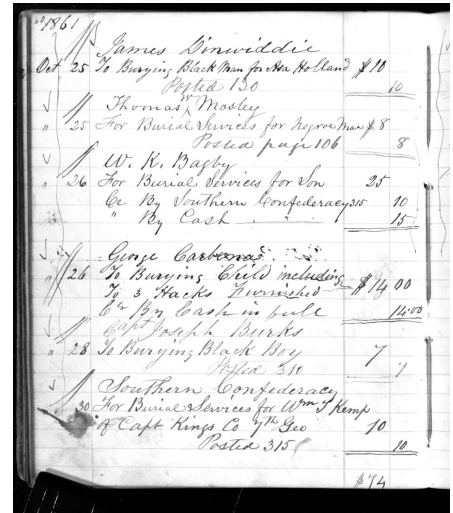 1861
James Dinwiddie
Oct 25 To Burying Black Man for Asa Holland $10
Posted 130 10
Thomas W Mosley
" 25 For Burial Services for Negroe Man $8
Posted page 106 8
W. K. Bagby
" 26 For Burial Services for Son 25
Cr By Southern Confederacy 315 10
" By Cash 15
George
" 26 To Burying Child including
To 3 Hacks Furnished $14 00
Cr By Cash in full 14.00
Capt Joseph Burks
" 28 To Burying Black Boy 7
Posted 310 7
Southern Confederacy
30 For Burial Services for Wm T Kemp
of Capt Kings Co 7th Geo 10
Posted 315 10
$74